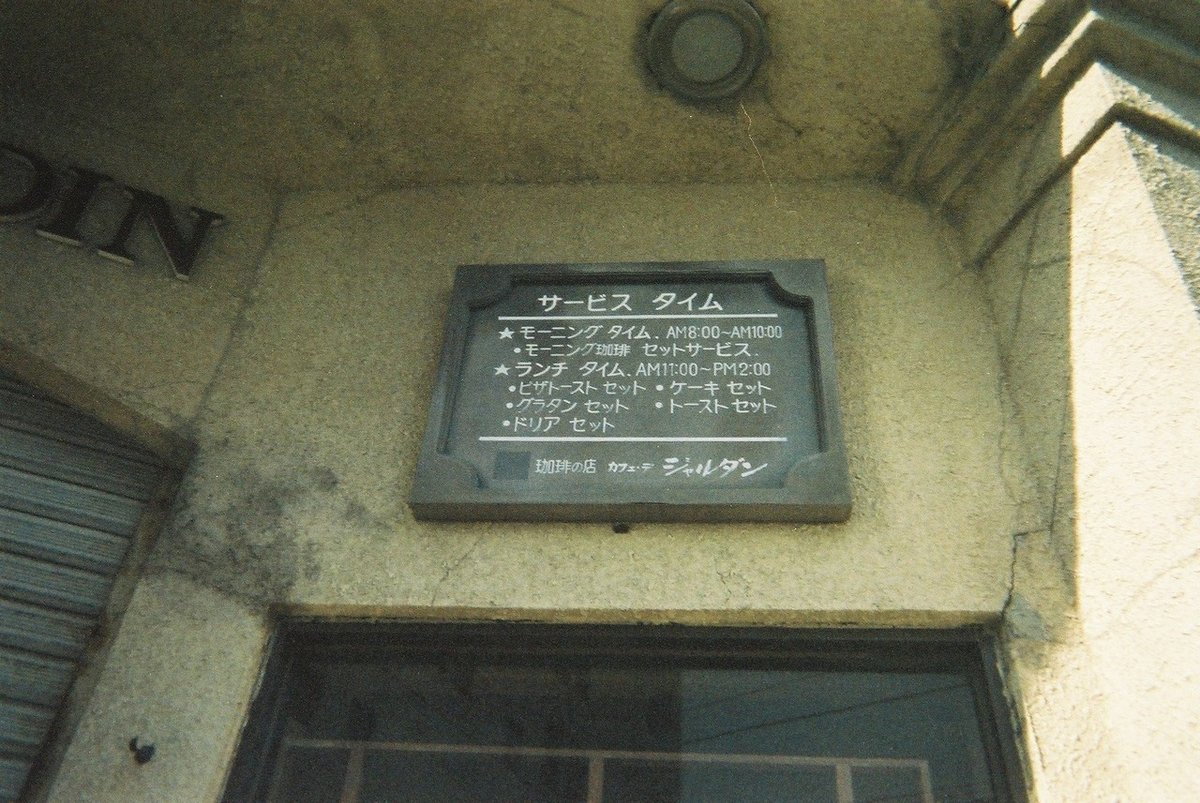 DIN
サービス タイム
★モーニング タイム、AM8:00~AM10:00
•モーニング珈琲 セットサービス.
★ランチ タイム、AM11:00~PM2:00
•ピザトースト セット •ケーキ セット
•グラタン セット •トースト セット
•ドリア セット
珈琲の店 カフェ・デ ジャルダン